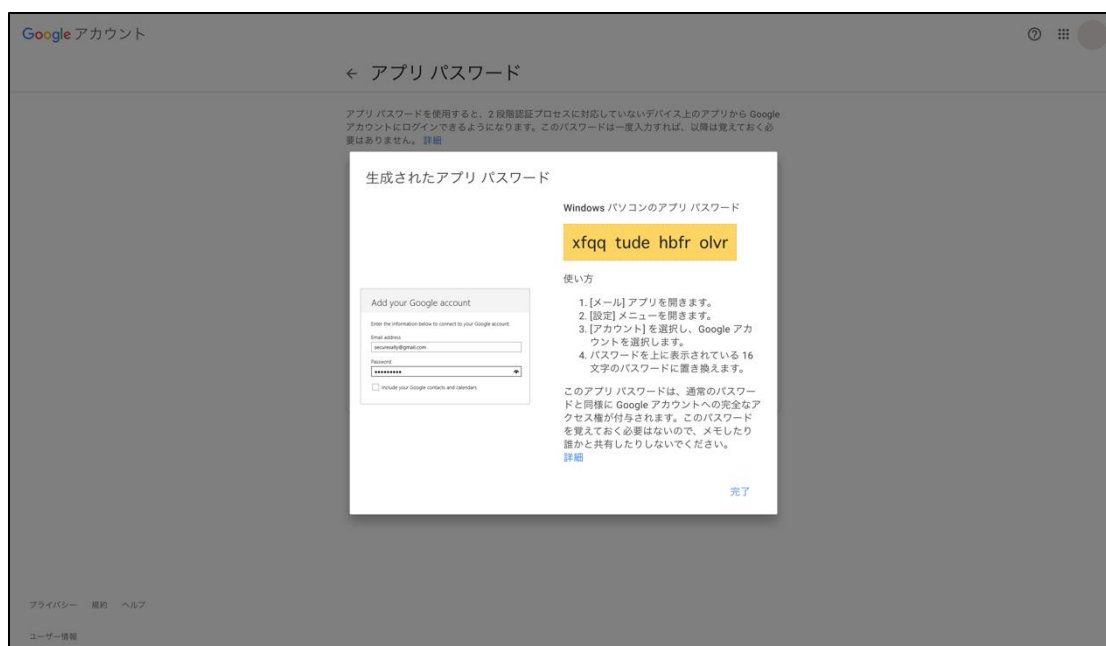 Google アカウント
← アプリ パスワード
アプリ パスワードを使用すると、2 段階認証プロセスに対応していないデバイス上のアプリから Google
アカウントにログインできるようになります。このパスワードは一度入力すれば、以降は覚えておく必
要はありません。 詳細
生成されたアプリ パスワード
Windows パソコンのアプリ パスワード
xfqq tude hbfr olvr
使い方
1. [メール] アプリを開きます。
2. [設定] メニューを開きます。
3. [アカウント] を選択し、Google アカ
ウントを選択します。
4. パスワードを上に表示されている 16
文字のパスワードに置き換えます。
このアプリ パスワードは、通常のパスワー
ドと同様に Google アカウントへの完全なア
クセス権が付与されます。このパスワード
を覚えておく必要はないので、メモしたり
誰かと共有したりしないでください。
詳細
完了
Add your Google account
Enter the information below to connect to your Google account.
Email address
securesally@gmail.com
Password
Include your Google contacts and calendars
プライバシー 規約 ヘルプ
ユーザー情報